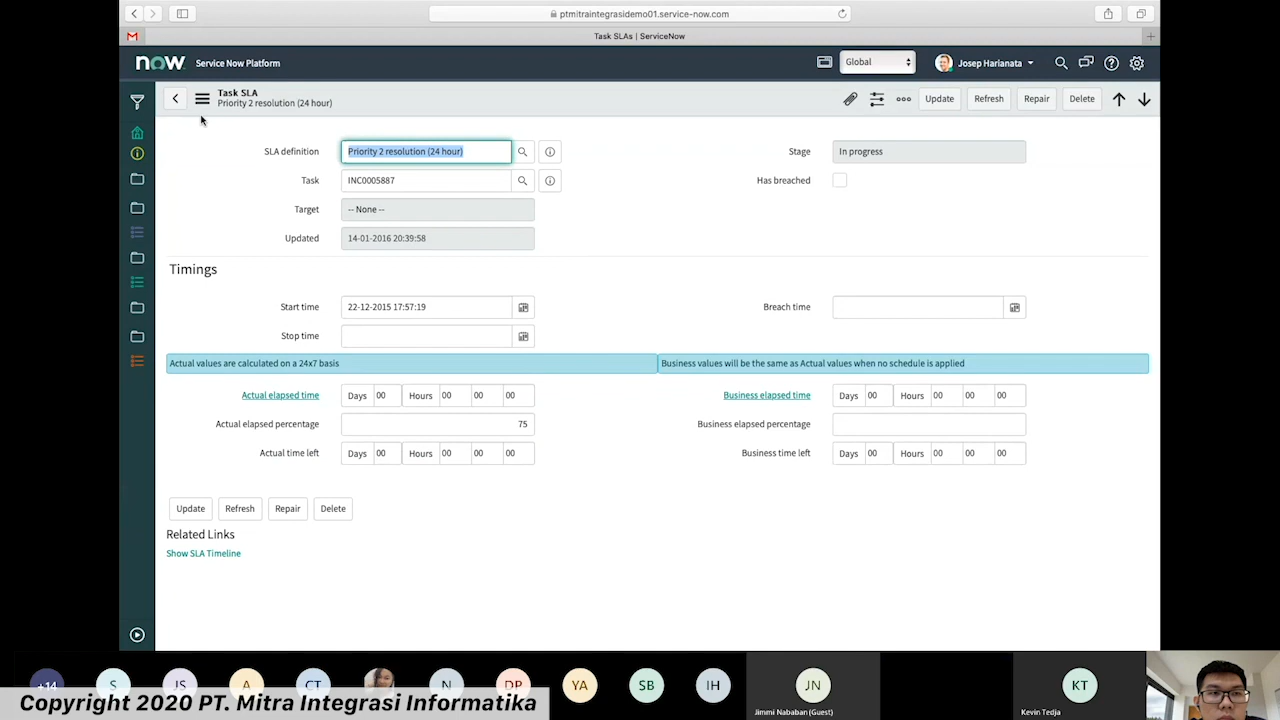 ptmitraintegrasidemo01.service-now.com
Task SLAs | ServiceNow
now Service Now Platform Global Josep Harianata
Task SLA
Priority 2 resolution (24 hour)
Update Refresh Repair Delete
SLA definition Priority 2 resolution (24 hour) Stage In progress
Task INC0005887 Has breached
Target -- None --
Updated 14-01-2016 20:39:58
Timings
Start time 22-12-2015 17:57:19 Breach time
Stop time
Actual values are calculated on a 24x7 basis Business values will be the same as Actual values when no schedule is applied
Actual elapsed time Days 00 Hours 00 00 00 Business elapsed time Days 00 Hours 00 00 00
Actual elapsed percentage 75 Business elapsed percentage
Actual time left Days 00 Hours 00 00 00 Business time left Days 00 Hours 00 00 00
Update Refresh Repair Delete
Related Links
Show SLA Timeline
+14 S JS A CT N DP YA SB IH JN KT
Copyright 2020 PT. Mitra Integrasi Informatika
Jimmi Nababan (Guest) Kevin Tedja